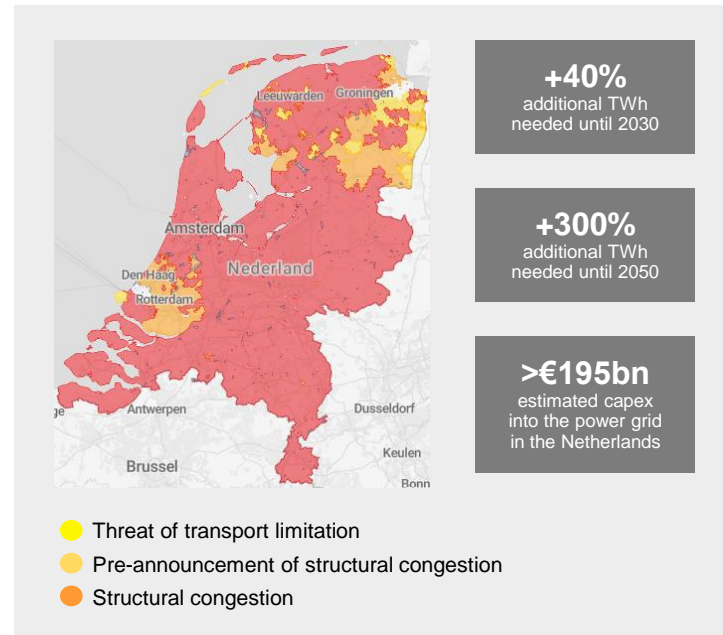 Leeuwarden
Groningen
Amsterdam
Nederland
Den Haag
Rotterdam
ge
Antwerpen
Dusseldorf
Brussel
Keulen
Bonn
+40%
additional TWh
needed until 2030
+300%
additional TWh
needed until 2050
>€195bn
estimated capex
into the power grid
in the Netherlands
Threat of transport limitation
Pre-announcement of structural congestion
Structural congestion